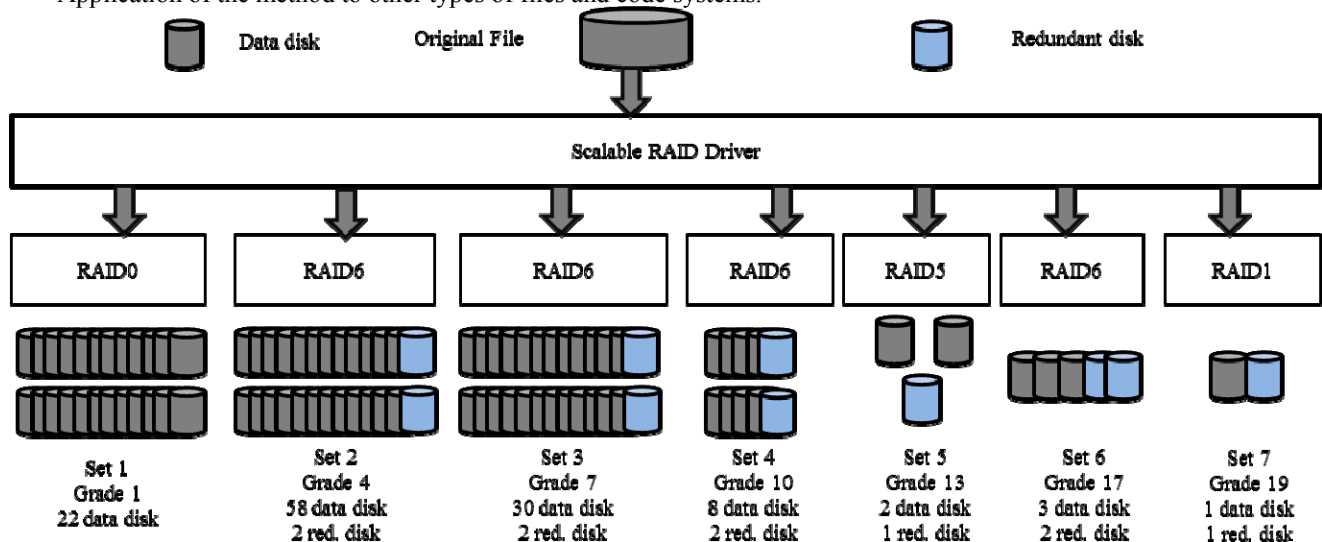 Application of the method to other types of files and code systems.
Data disk
Original File
Redundant disk
Scalable RAID Driver
RAID0
RAID6
RAID6
RAID6
RAID5
RAID6
RAID1
Set 1
Grade 1
22 data disk
Set 2
Grade 4
58 data disk
2 red. disk
Set 3
Grade 7
30 data disk
2 red. disk
Set 4
Grade 10
8 data disk
2 red. disk
Set 5
Grade 13
2 data disk
1 red. disk
Set 6
Grade 17
3 data disk
2 red. disk
Set 7
Grade 19
1 data disk
1 red. disk